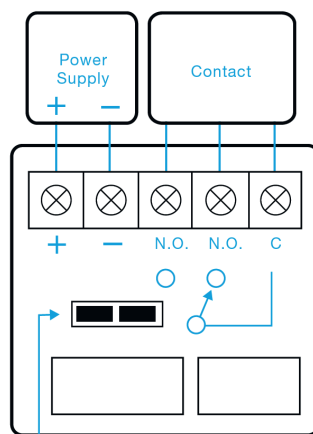 Power
Supply
+ −
Contact
+ − N.O. N.O. C